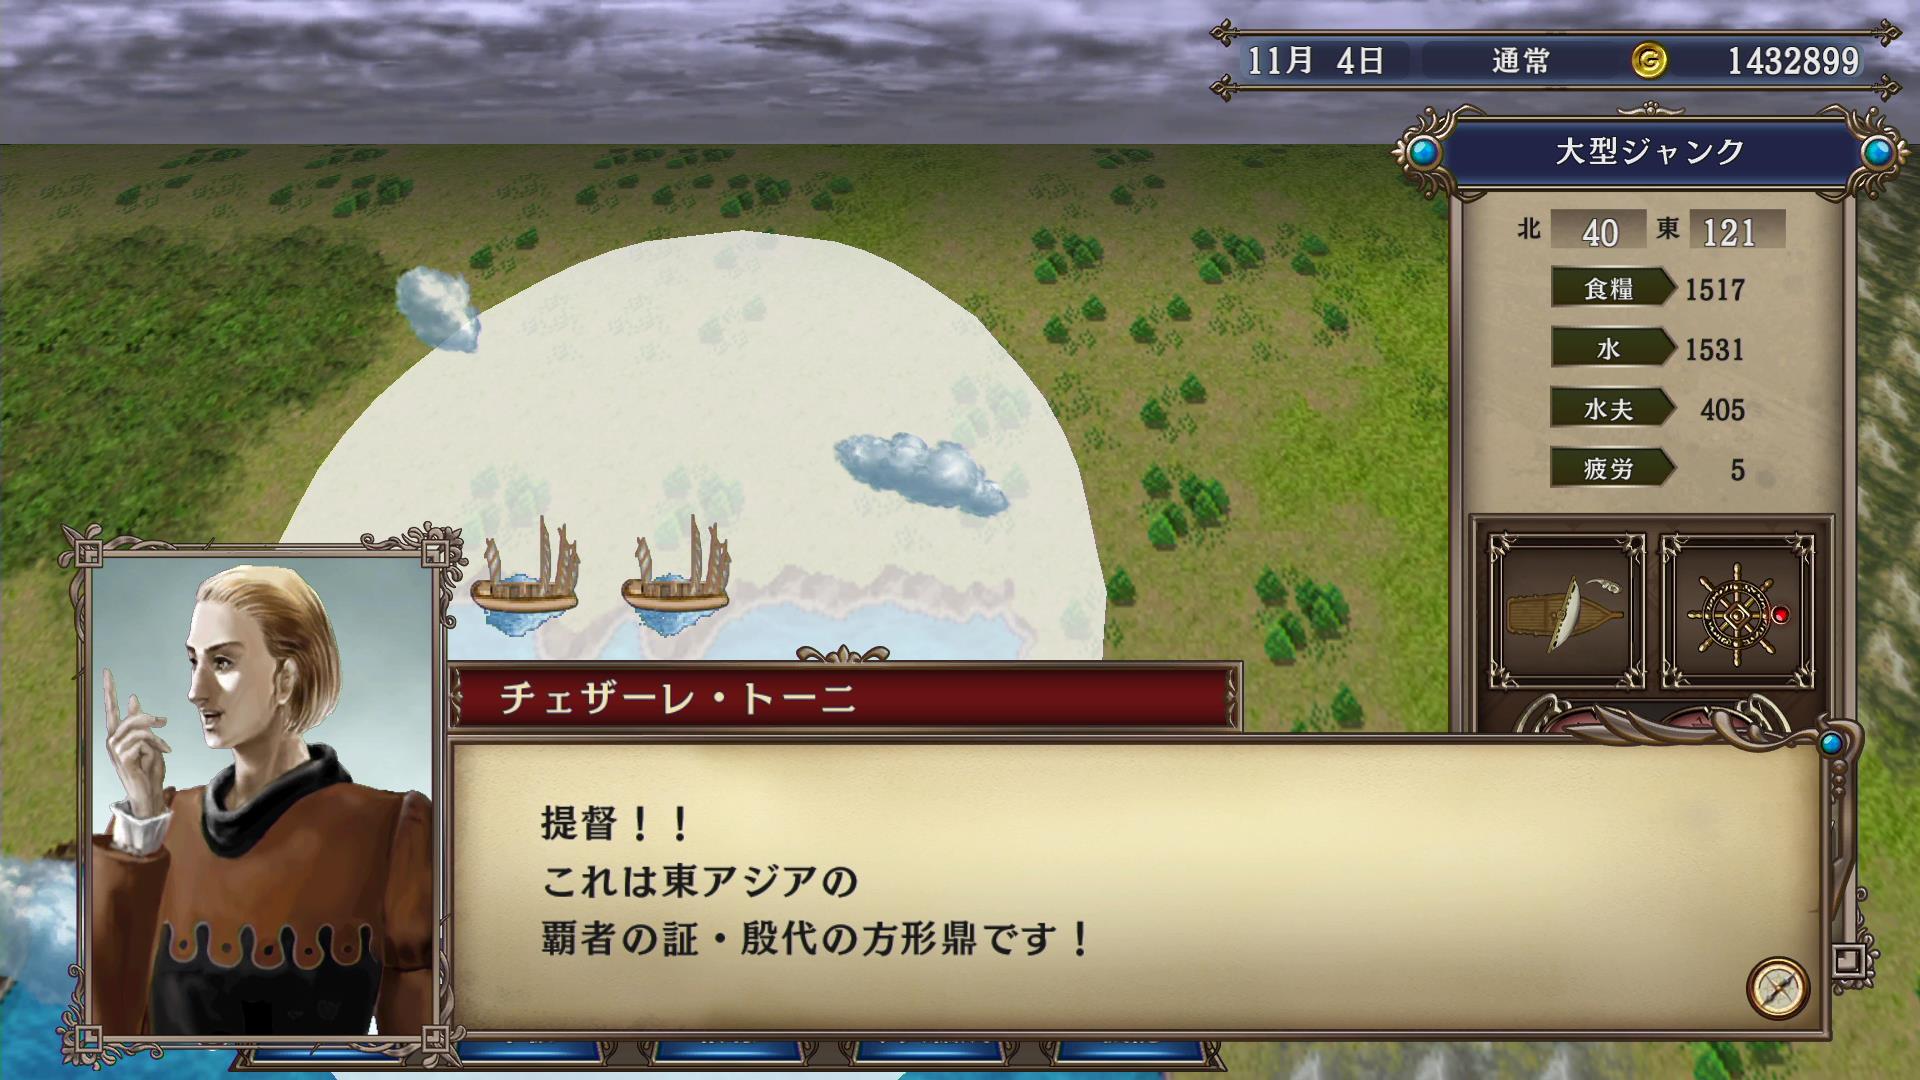 11月 4日 通常 1432899
大型ジャンク
北 40 東 121
食糧 1517
水 1531
水夫 405
疲労 5
チェザーレ・トーニ
提督！！
これは東アジアの
覇者の証・殷代の方形鼎です！